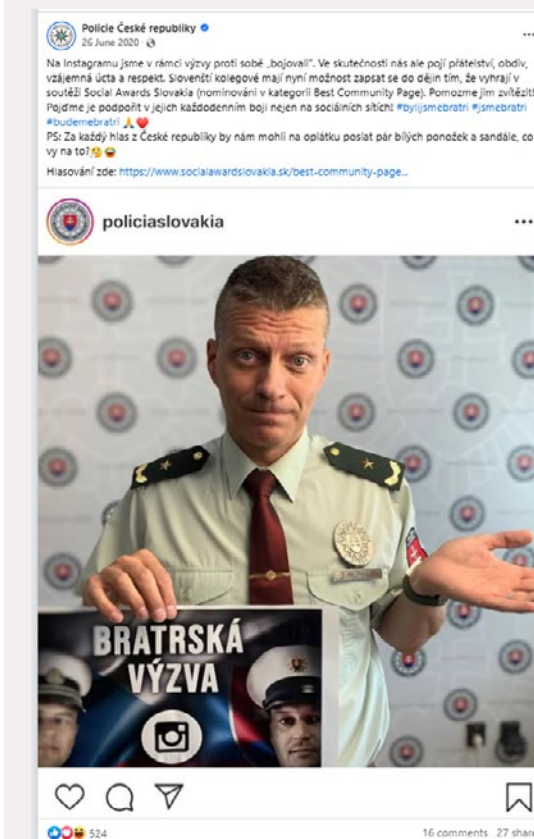 Policie České republiky
26 June 2020
Na Instagramu jsme v rámci výzvy proti sobě „bojovali". Ve skutečnosti nás ale pojí přátelství, obdiv,
vzájemná úcta a respekt. Slovenští kolegové mají nyní možnost zapsat se do dějin tím, že vyhrají v
soutěži Social Awards Slovakia (nominováni v kategorii Best Community Page). Pomozme jim zvítězit!
Pojďme je podpořit v jejich každodenním boji nejen na sociálních sítích! #bylijsmebratri #jsmebratri
#budemebratri 🙏❤️
PS: Za každý hlas z České republiky by nám mohli na oplátku poslat pár bílých ponožek a sandále, co
vy na to?🤔😄
Hlasování zde: https://www.socialawardslovakia.sk/best-community-page...
policiaslovakia
BRATRSKÁ
VÝZVA
524
16 comments 27 share